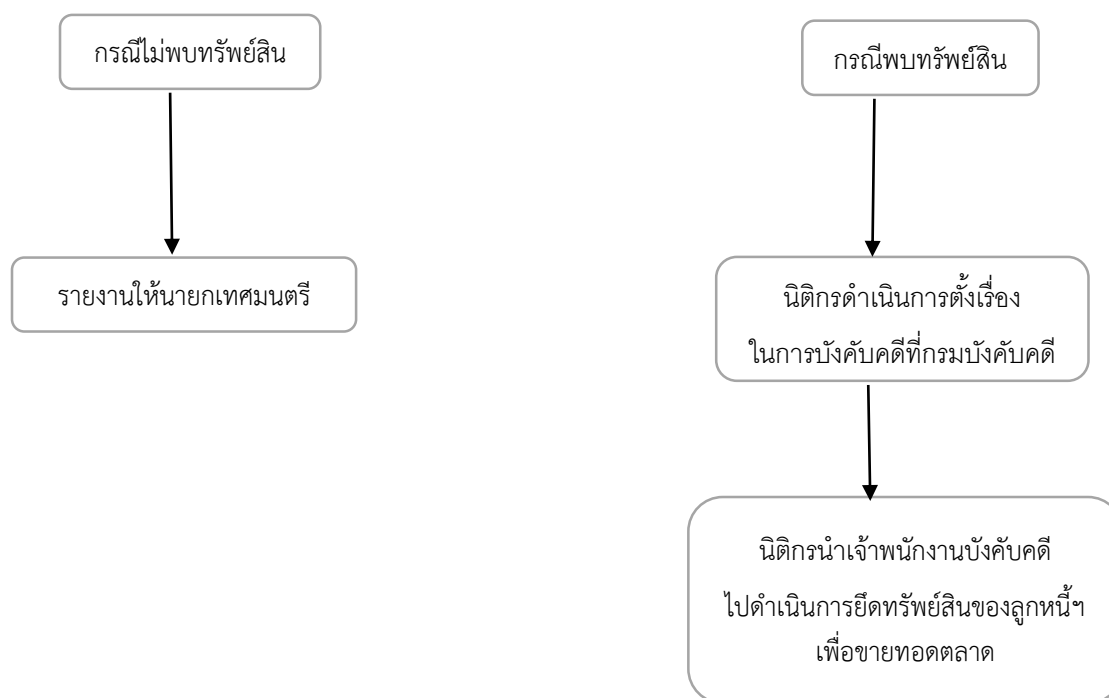 กรณีไม่พบทรัพย์สิน
รายงานให้นายกเทศมนตรี
กรณีพบทรัพย์สิน
นิติกรดำเนินการตั้งเรื่อง
ในการบังคับคดีที่กรมบังคับคดี
นิติกรนำเจ้าพนักงานบังคับคดี
ไปดำเนินการยึดทรัพย์สินของลูกหนี้ฯ
เพื่อขายทอดตลาด